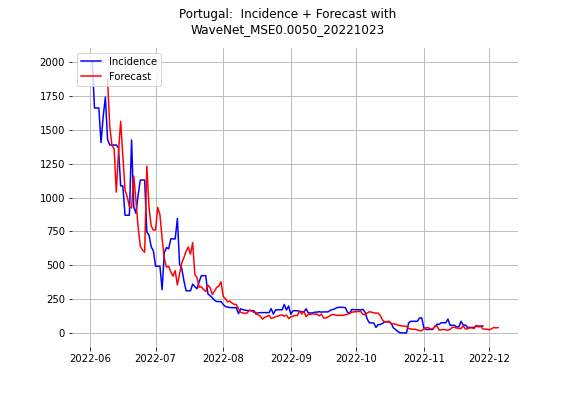 Portugal:  Incidence + Forecast with
WaveNet_MSE0.0050_20221023
Incidence
Forecast
2000
1750
1500
1250
1000
750
500
250
0
2022-06 2022-07 2022-08 2022-09 2022-10 2022-11 2022-12